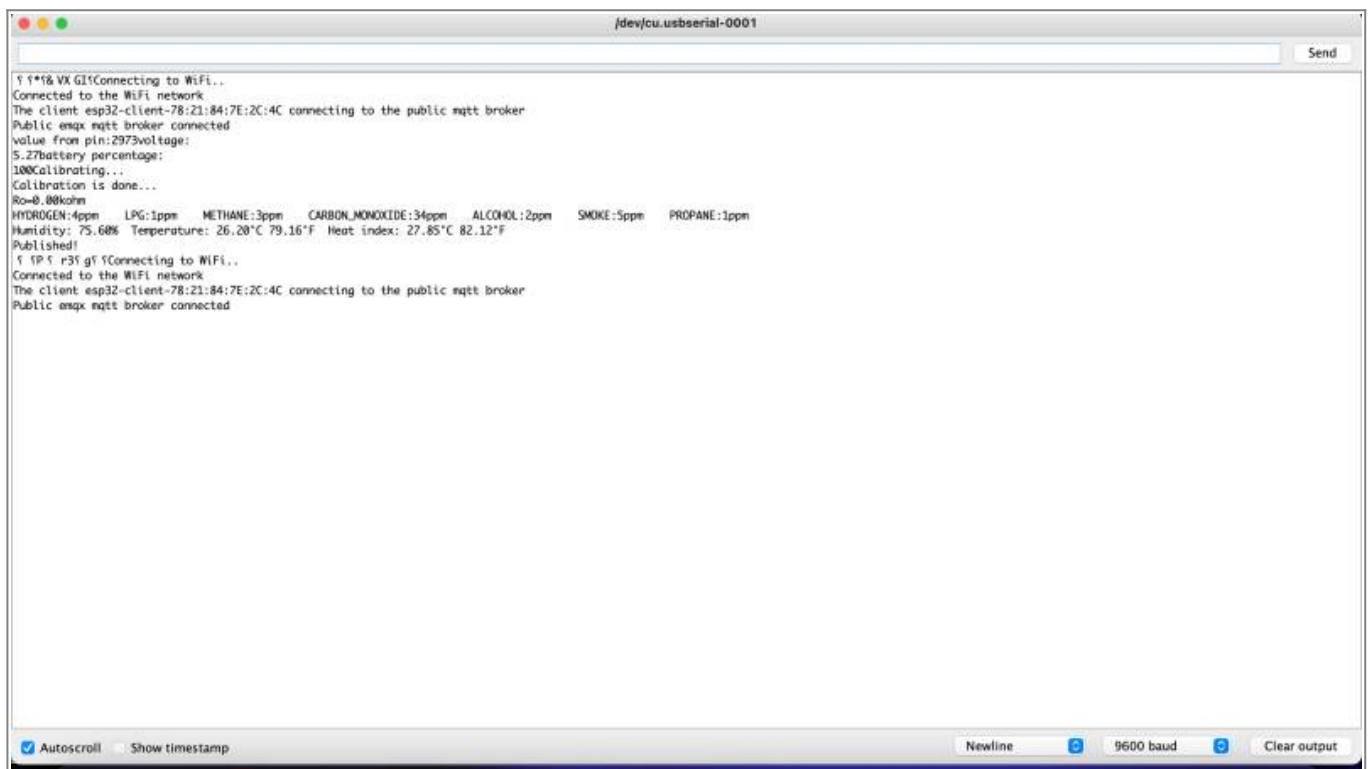 /dev/cu.usbserial-0001
Send
Connecting to WiFi..
Connected to the WiFi network
The client esp32-client-78:21:84:7E:2C:4C connecting to the public mqtt broker
Public emqx mqtt broker connected
value from pin:2973voltage:
5.27battery percentage:
100Calibrating...
Calibration is done...
Ro=0.00kohm
HYDROGEN:4ppm LPG:1ppm METHANE:3ppm CARBON_MONOXIDE:34ppm ALCOHOL:2ppm SMOKE:5ppm PROPANE:1ppm
Humidity: 75.60% Temperature: 26.20°C 79.16°F Heat index: 27.85°C 82.12°F
Published!
Connecting to WiFi..
Connected to the WiFi network
The client esp32-client-78:21:84:7E:2C:4C connecting to the public mqtt broker
Public emqx mqtt broker connected
Autoscroll Show timestamp Newline 9600 baud Clear output